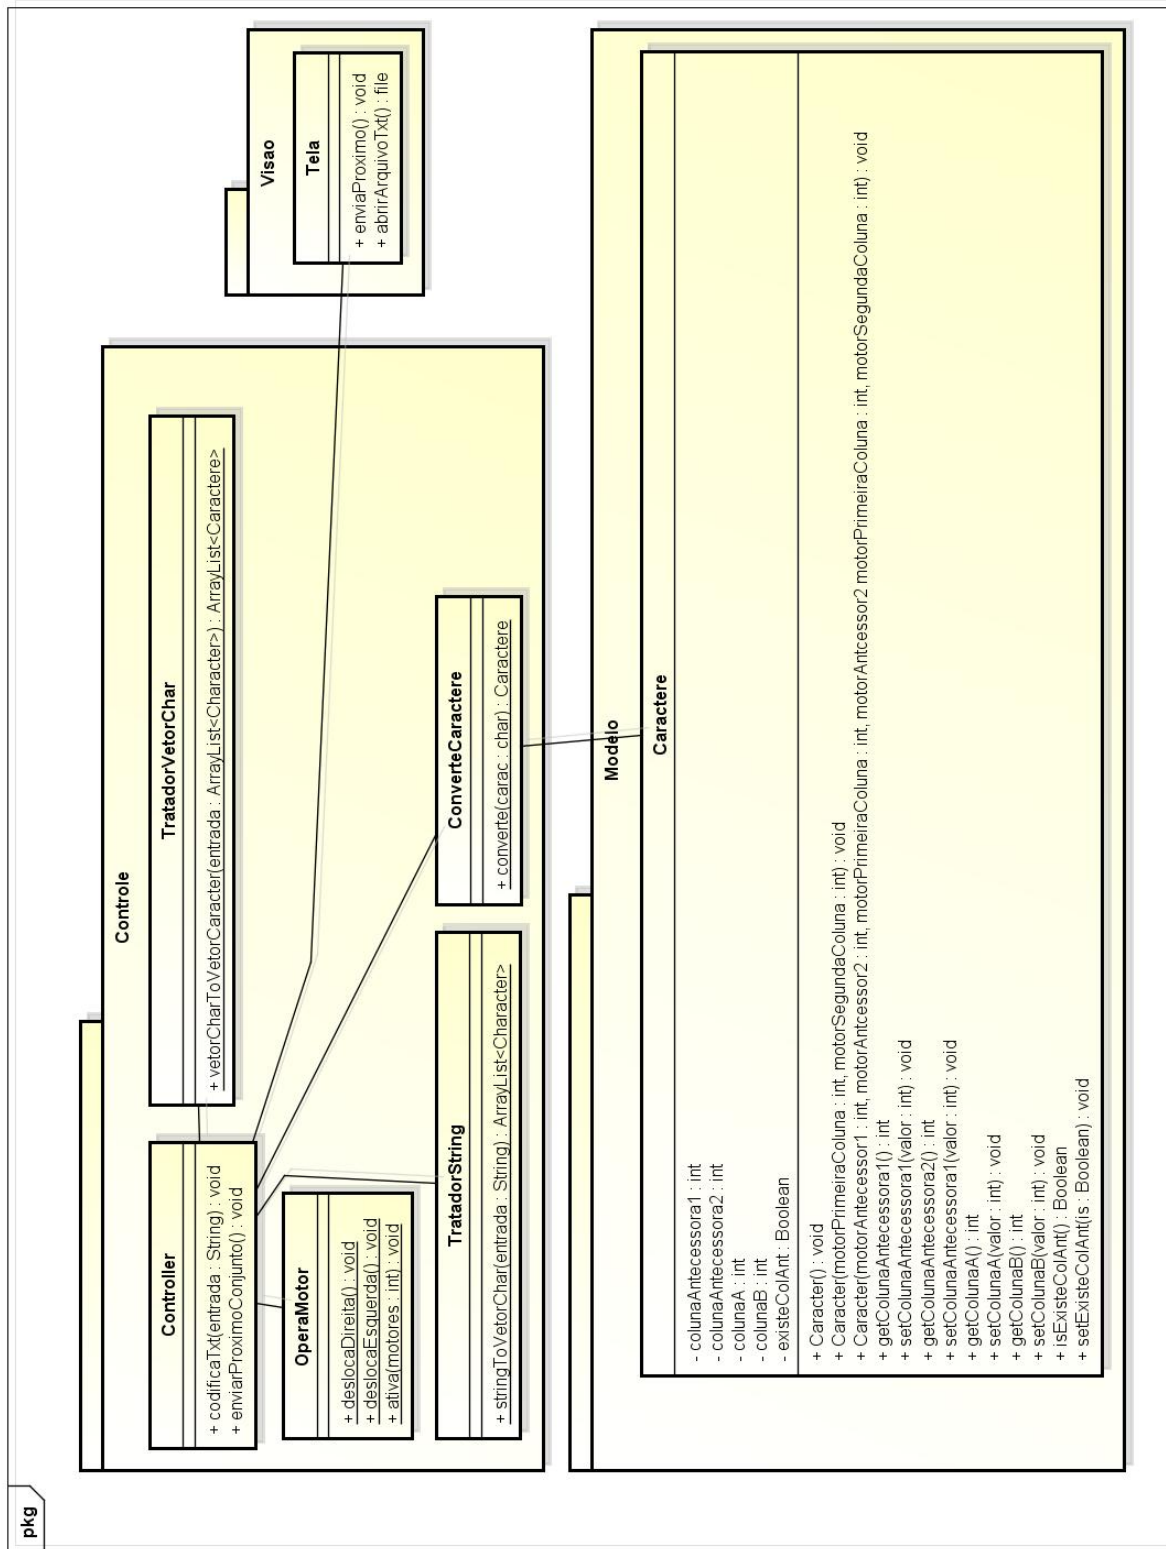 pkg
Controle
Controller
+ codificaTxt(entrada : String) : void
+ enviarProximoConjunto() : void
TratadorVetorChar
+ vetorCharToVetorCaracter(entrada : ArrayList<Character>) : ArrayList<Caractere>
OperaMotor
+ deslocaDireita() : void
+ deslocaEsquerda() : void
+ ativa(motores : int) : void
TratadorString
+ stringToVetorChar(entrada : String) : ArrayList<Character>
ConverteCaractere
+ converte(carac : char) : Caractere
Visao
Tela
+ enviaProximo() : void
+ abrirArquivoTxt() : file
Modelo
Caractere
- colunaAntecessora1 : int
- colunaAntecessora2 : int
- colunaA : int
- colunaB : int
- existeColAnt : Boolean
+ Caracter() : void
+ Caracter(motorPrimeiraColuna : int, motorSegundaColuna : int) : void
+ Caracter(motorAntecessor1 : int, motorAntcessor2 : int, motorPrimeiraColuna : int, motorAntcessor2 motorPrimeiraColuna : int, motorSegundaColuna : int) : void
+ getColunaAntecessora1() : int
+ setColunaAntecessora1(valor : int) : void
+ getColunaAntecessora2() : int
+ setColunaAntecessora1(valor : int) : void
+ getColunaA() : int
+ setColunaA(valor : int) : void
+ getColunaB() : int
+ setColunaB(valor : int) : void
+ isExisteColAnt() : Boolean
+ setExisteColAnt(is : Boolean) : void